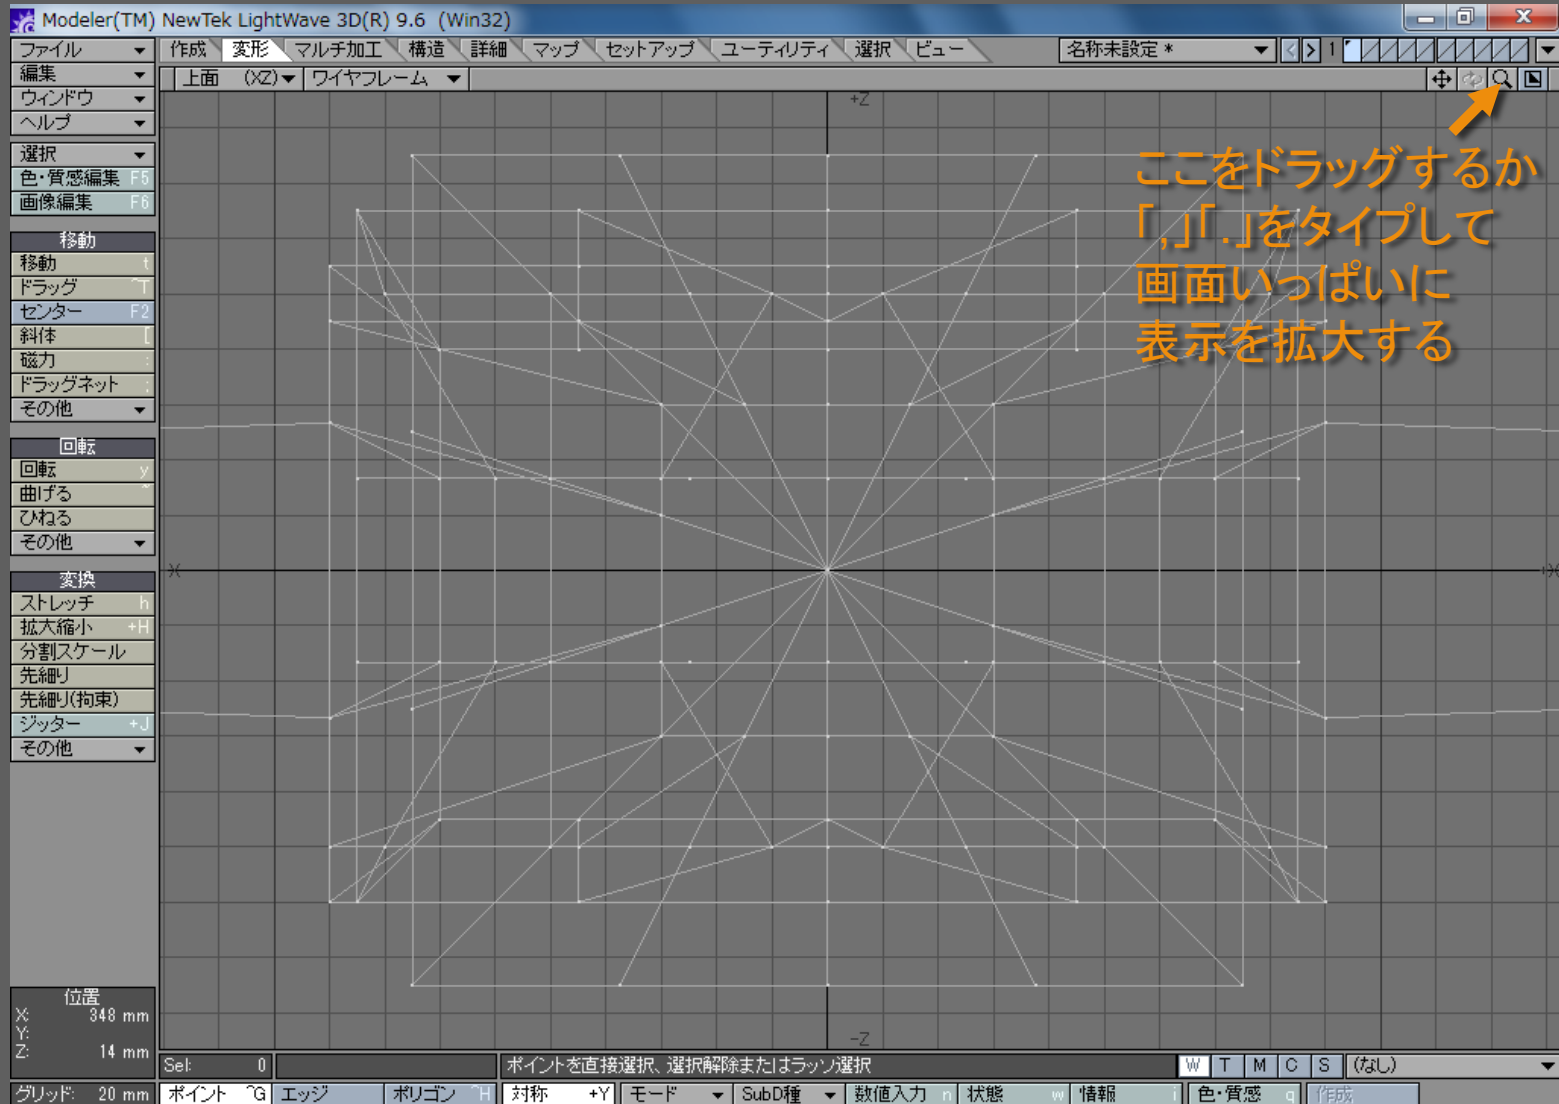 Modeler(TM) NewTek LightWave 3D(R) 9.6 (Win32)
ファイル 作成 変形 マルチ加工 構造 詳細 マップ セットアップ ユーティリティ 選択 ビュー 名称未設定 * < > 1
編集 上面 (XZ) ワイヤフレーム
ウィンドウ
ヘルプ
選択
色・質感編集 F5
画像編集 F6
移動
移動 t
ドラッグ ^T
センター F2
斜体 [
磁力 :
ドラッグネット ;
その他
回転
回転 y
曲げる ~
ひねる
その他
変換
ストレッチ h
拡大縮小 +H
分割スケール
先細り
先細り(拘束)
ジッター +J
その他
+Z
ここをドラッグするか
「,」「.」をタイプして
画面いっぱいに
表示を拡大する
-X
+X
-Z
位置
X: 348 mm
Y:
Z: 14 mm
Sel: 0 ポイントを直接選択、選択解除またはラッソ選択 W T M C S (なし)
グリッド: 20 mm ポイント ^G エッジ ポリゴン ^H 対称 +Y モード SubD種 数値入力 n 状態 w 情報 i 色・質感 q 作成